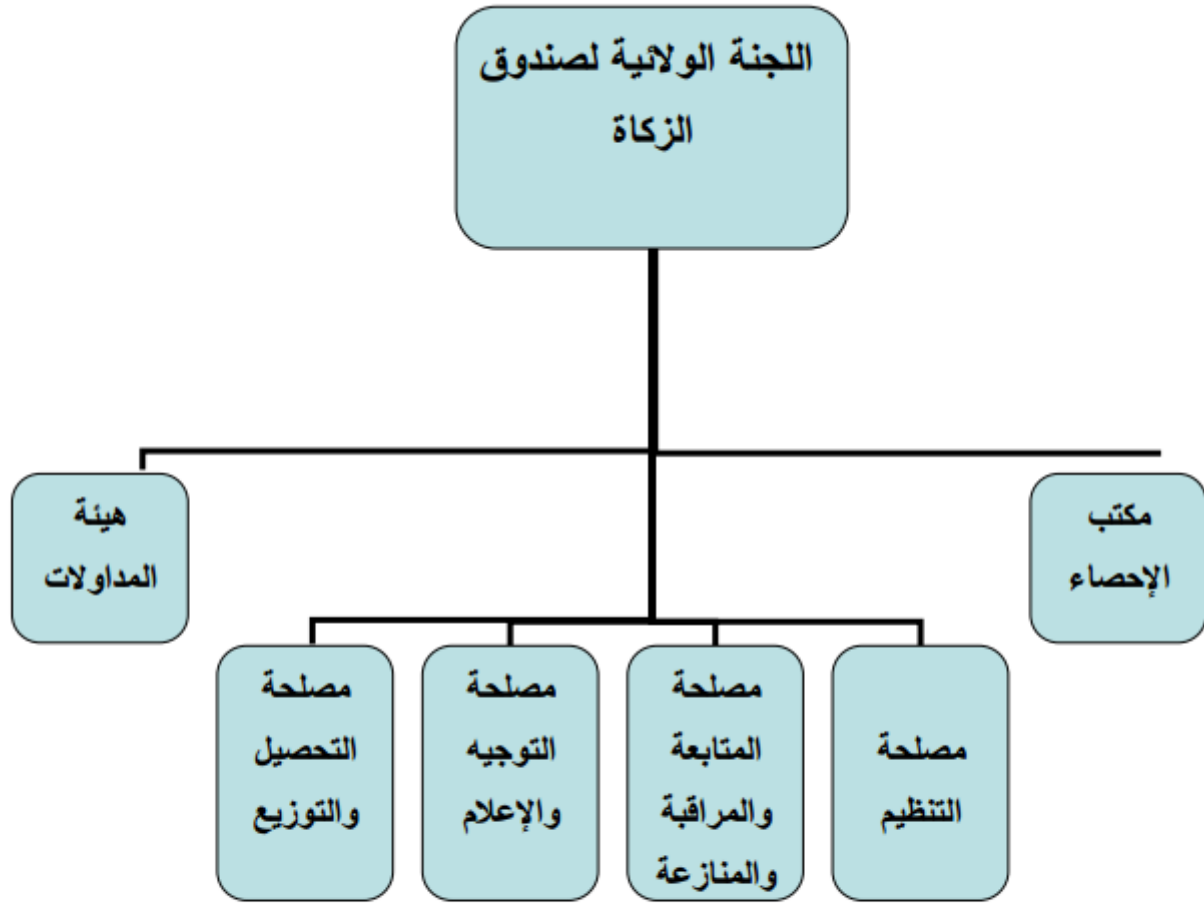 اللجنة الولائية لصندوق
الزكاة
مكتب
الإحصاء
هيئة
المداولات
مصلحة
التنظيم
مصلحة
المتابعة
والمراقبة
والمنازعة
مصلحة
التوجيه
والإعلام
مصلحة
التحصيل
والتوزيع